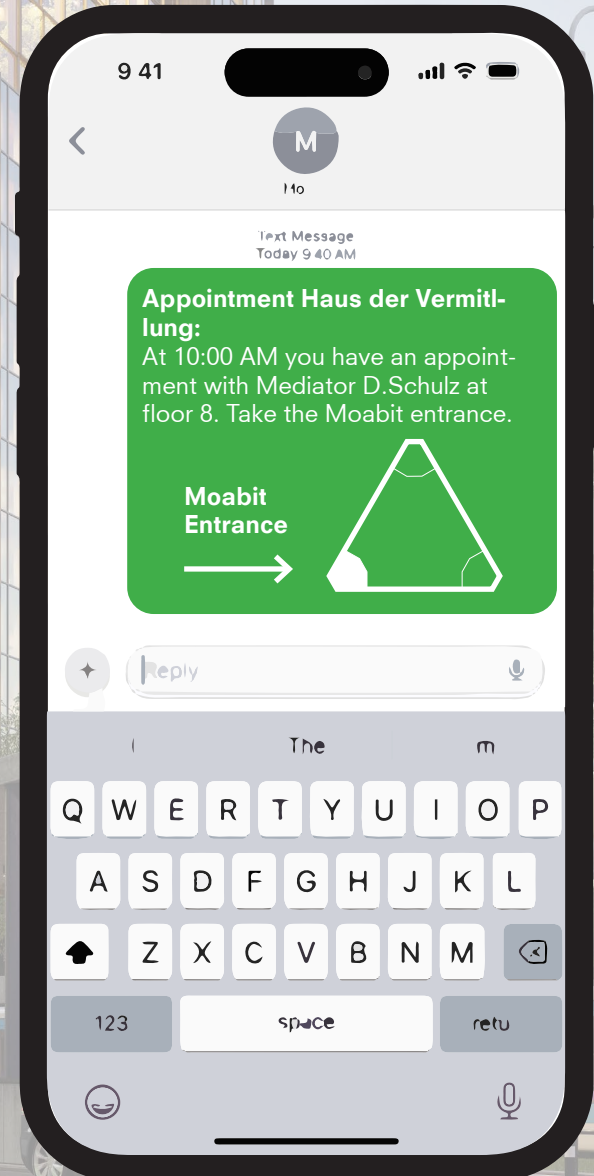 9 41
M
Text Message
Today 9 40 AM
Appointment Haus der Vermitl-
lung:
At 10:00 AM you have an appoint-
ment with Mediator D.Schulz at
floor 8. Take the Moabit entrance.
Moabit
Entrance
Reply
The
m
Q W E R T Y U I O P
A S D F G H J K L
Z X C V B N M
123 space retu